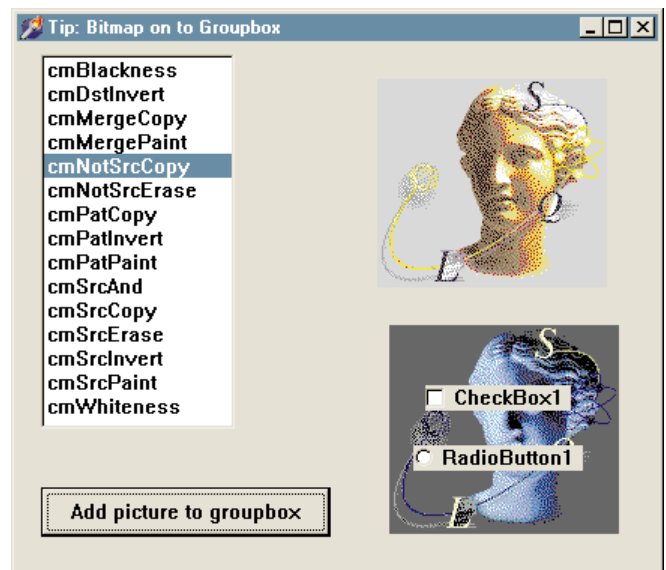 Tip: Bitmap on to Groupbox
cmBlackness
cmDstInvert
cmMergeCopy
cmMergePaint
cmNotSrcCopy
cmNotSrcErase
cmPatCopy
cmPatInvert
cmPatPaint
cmSrcAnd
cmSrcCopy
cmSrcErase
cmSrcInvert
cmSrcPaint
cmWhiteness
S
Q
L
S
CheckBox1
RadioButton1
L
Add picture to groupbox